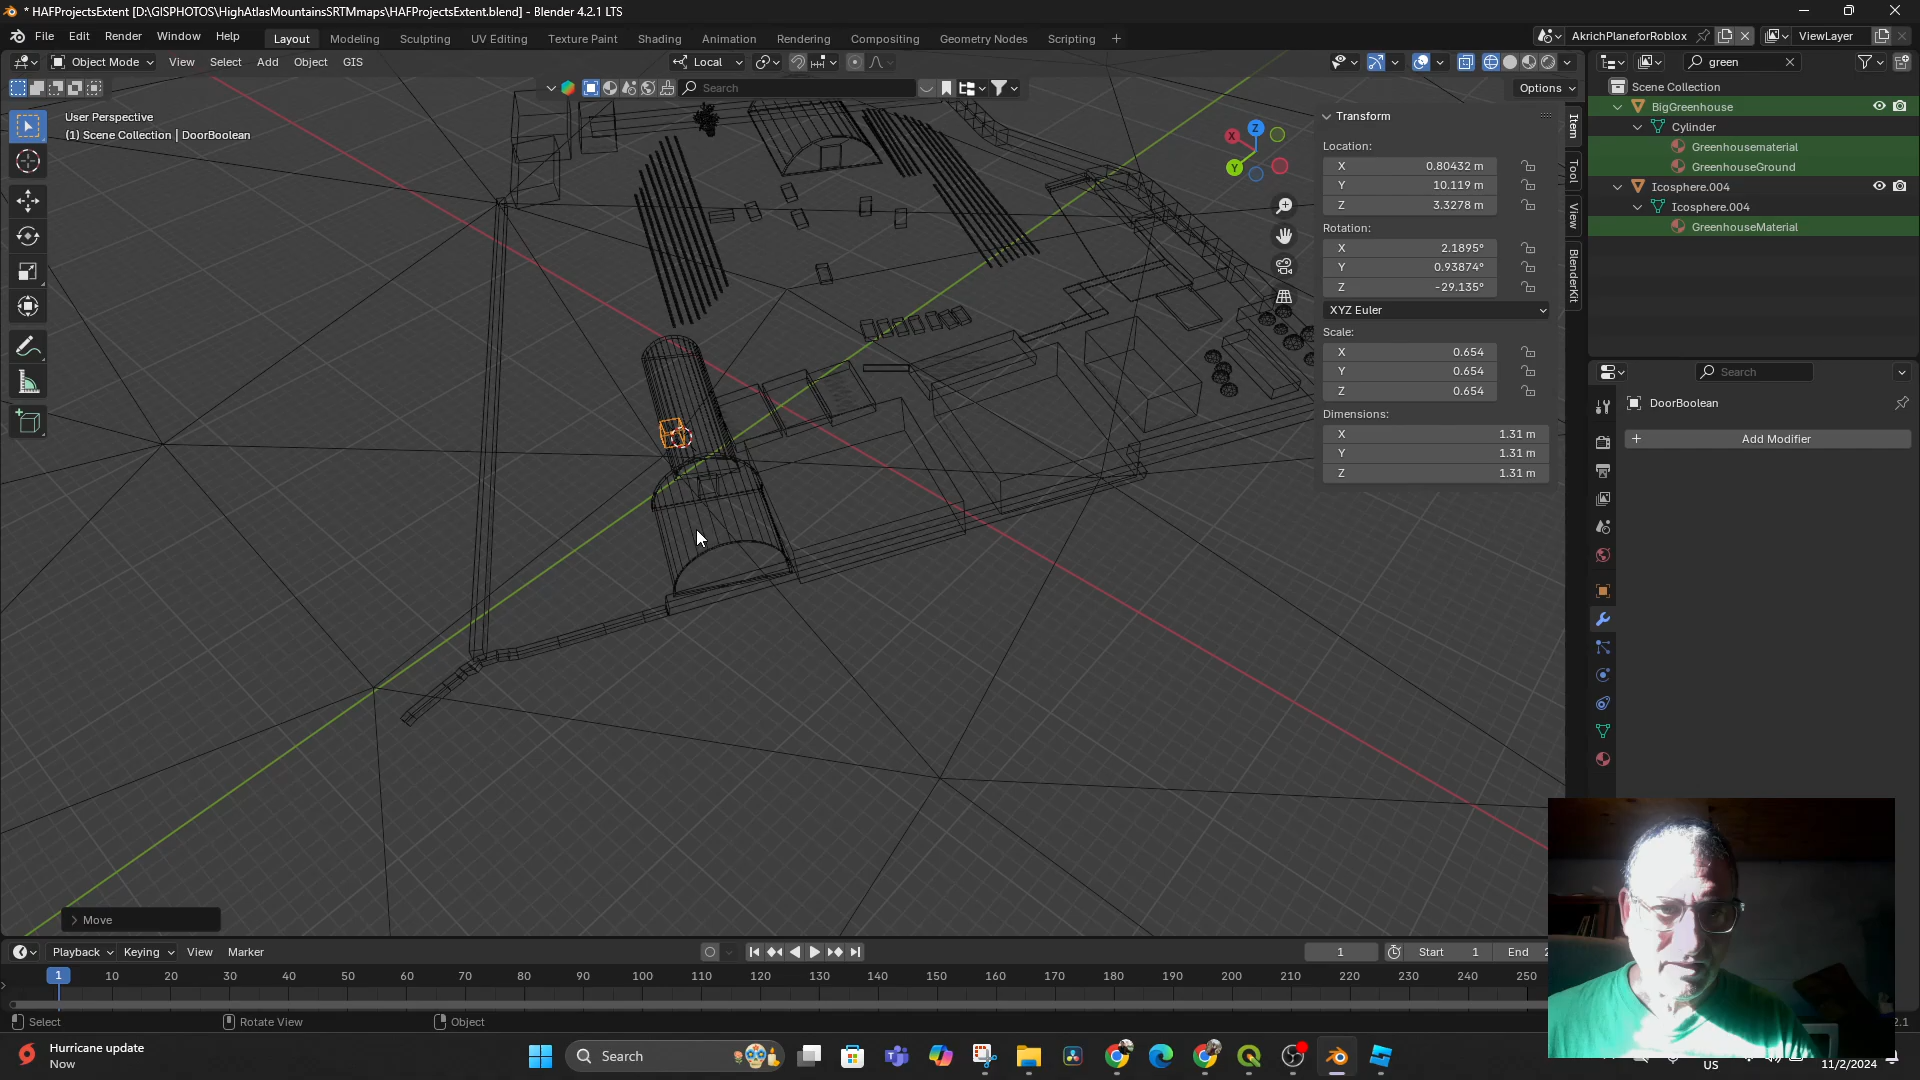 * HAFProjectsExtent [D:\GISPHOTOS\HighAtlasMountainsSRTMmaps\HAFProjectsExtent.blend] - Blender 4.2.1 LTS
File Edit Render Window Help Layout Modeling Sculpting UV Editing Texture Paint Shading Animation Rendering Compositing Geometry Nodes Scripting + AkrichPlaneforRoblox ViewLayer
Object Mode View Select Add Object GIS Local green
Search Options Scene Collection
User Perspective
(1) Scene Collection | DoorBoolean
BigGreenhouse
Cylinder
Greenhousematerial
GreenhouseGround
Icosphere.004
Icosphere.004
GreenhouseMaterial
X Z Y
Transform
Location:
X 0.80432 m
Y 10.119 m
Z 3.3278 m
Rotation:
X 2.1895°
Y 0.93874°
Z -29.135°
XYZ Euler
Scale:
X 0.654
Y 0.654
Z 0.654
Dimensions:
X 1.31 m
Y 1.31 m
Z 1.31 m
Item
Tool
View
BlenderKit
Search
DoorBoolean
+ Add Modifier
> Move
Playback Keying View Marker 1 Start 1 End 2
1 10 20 30 40 50 60 70 80 90 100 110 120 130 140 150 160 170 180 190 200 210 220 230 240 250
Select Rotate View Object 2.1
Hurricane update
Now
Search
US
11/2/2024